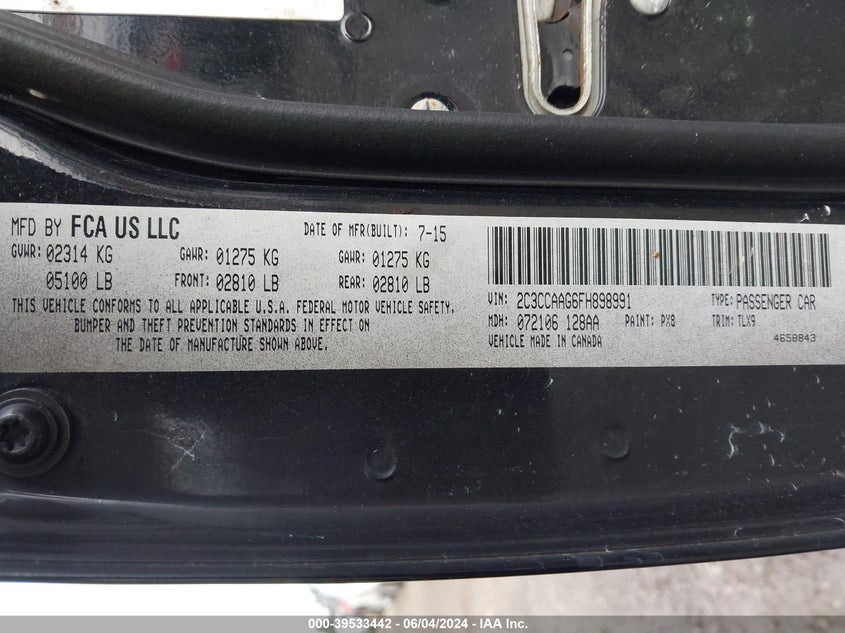 MFD BY FCA US LLC
DATE OF MFR(BUILT): 7-15
GVWR: 02314 KG GAWR: 01275 KG GAWR: 01275 KG
05100 LB FRONT: 02810 LB REAR: 02810 LB
THIS VEHICLE CONFORMS TO ALL APPLICABLE U.S.A. FEDERAL MOTOR VEHICLE SAFETY,
BUMPER AND THEFT PREVENTION STANDARDS IN EFFECT ON
THE DATE OF MANUFACTURE SHOWN ABOVE.
VIN: 2C3CCAAG6FH898991 TYPE: PASSENGER CAR
MDH: 072106 128AA PAINT: PX8 TRIM: TLX9
VEHICLE MADE IN CANADA 4658843
000-39533442 - 06/04/2024 - IAA Inc.